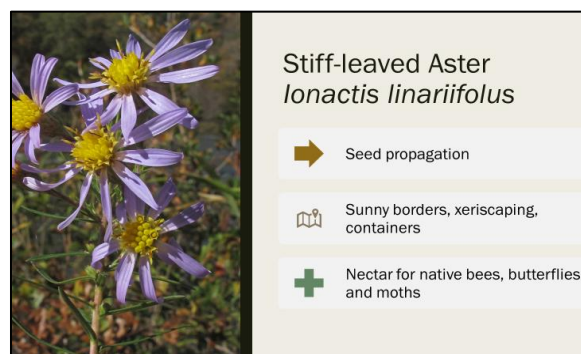 Stiff-leaved Aster
Ionactis linariifolus
Seed propagation
Sunny borders, xeriscaping,
containers
Nectar for native bees, butterflies
and moths